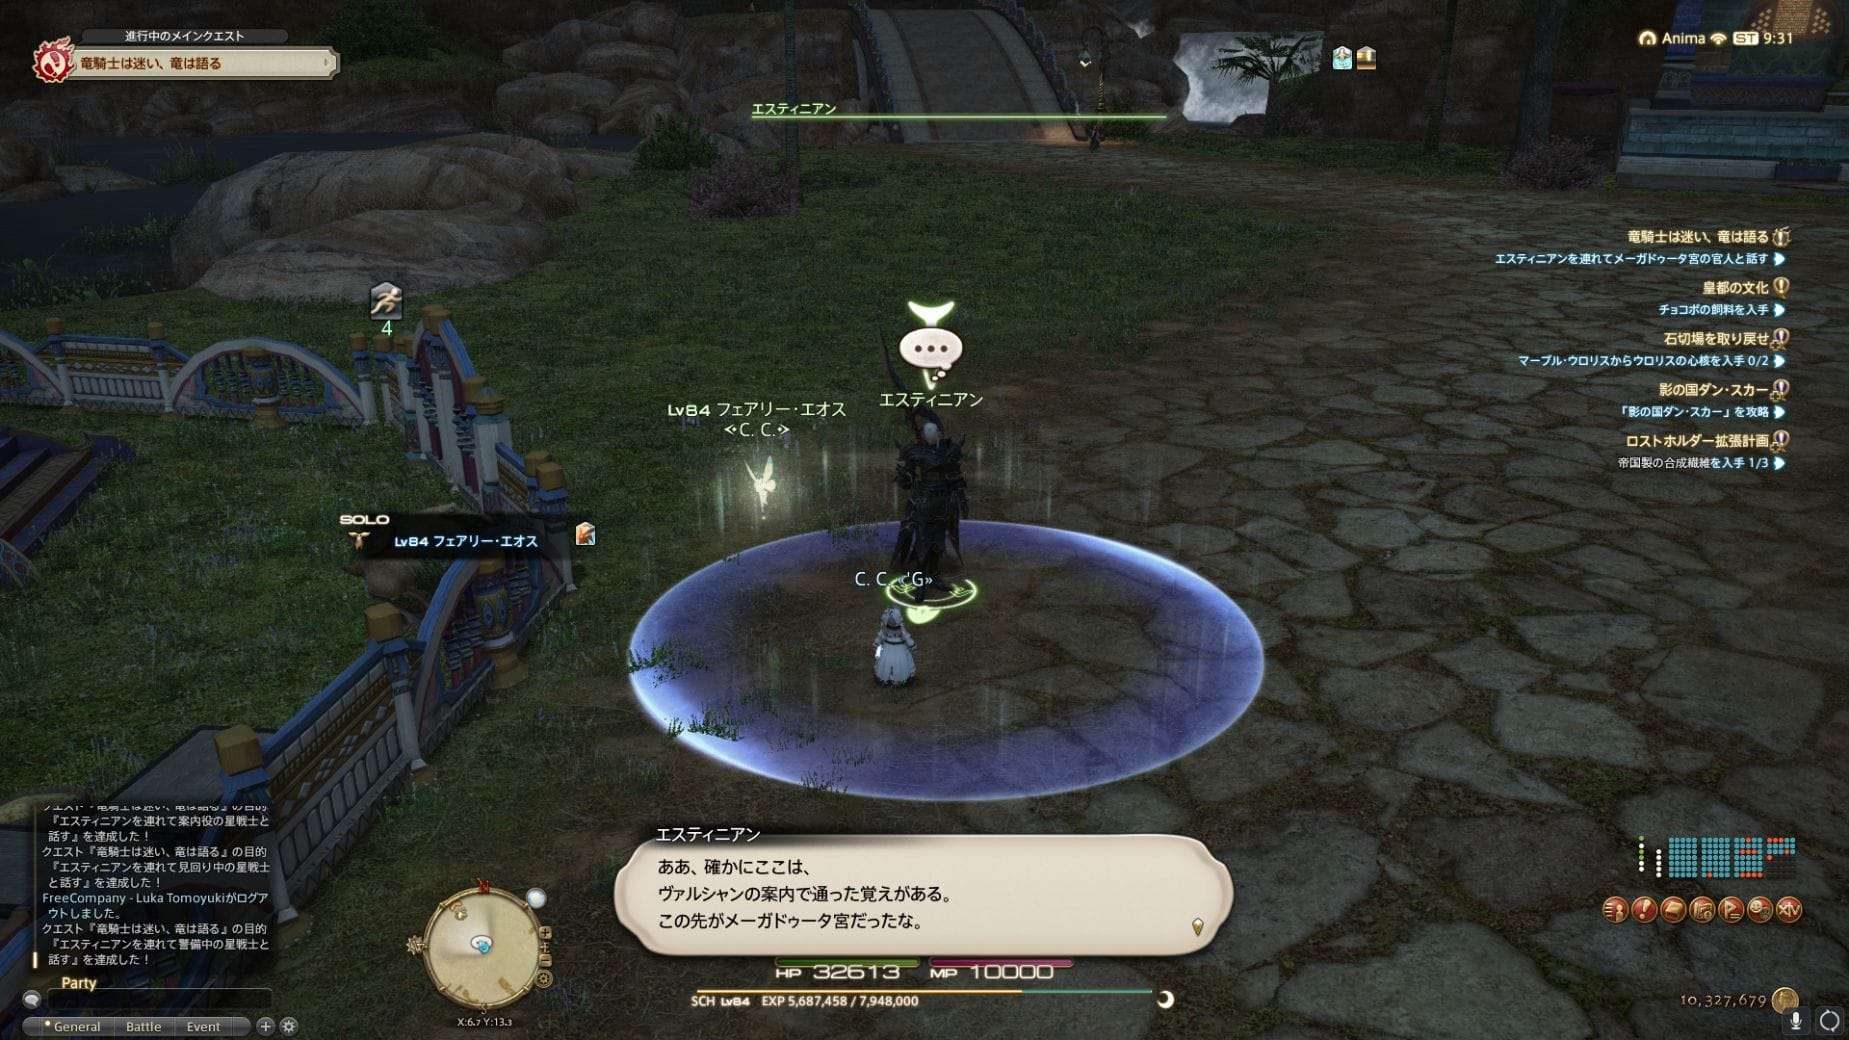 進行中のメインクエスト
竜騎士は迷い、竜は語る
Anima ST 9:31
エスティニアン
竜騎士は迷い、竜は語る
エスティニアンを連れてメーガドゥータ宮の官人と話す
皇都の文化
チョコボの飼料を入手
石切場を取り戻せ
マーブル・ウロリスからウロリスの心核を入手 0/2
影の国ダン・スカー
「影の国ダン・スカー」を攻略
ロストホルダー拡張計画
帝国製の合成繊維を入手 1/3
4
エスティニアン
Lv84 フェアリー・エオス
C. C.
SOLO
Lv84 フェアリー・エオス
C. C. «'G»
クエスト『竜騎士は迷い、竜は語る』の目的
『エスティニアンを連れて案内役の星戦士と
話す』を達成した！
クエスト『竜騎士は迷い、竜は語る』の目的
『エスティニアンを連れて見回り中の星戦士
と話す』を達成した！
FreeCompany - Luka Tomoyukiがログア
ウトしました。
クエスト『竜騎士は迷い、竜は語る』の目的
『エスティニアンを連れて警備中の星戦士と
話す』を達成した！
Party
General Battle Event
N
X:6.7 Y:13.3
エスティニアン
ああ、確かにここは、
ヴァルシャンの案内で通った覚えがある。
この先がメーガドゥータ宮だったな。
HP 32613 MP 10000
SCH Lv84 EXP 5,687,458 / 7,948,000
XIV
10,327,679